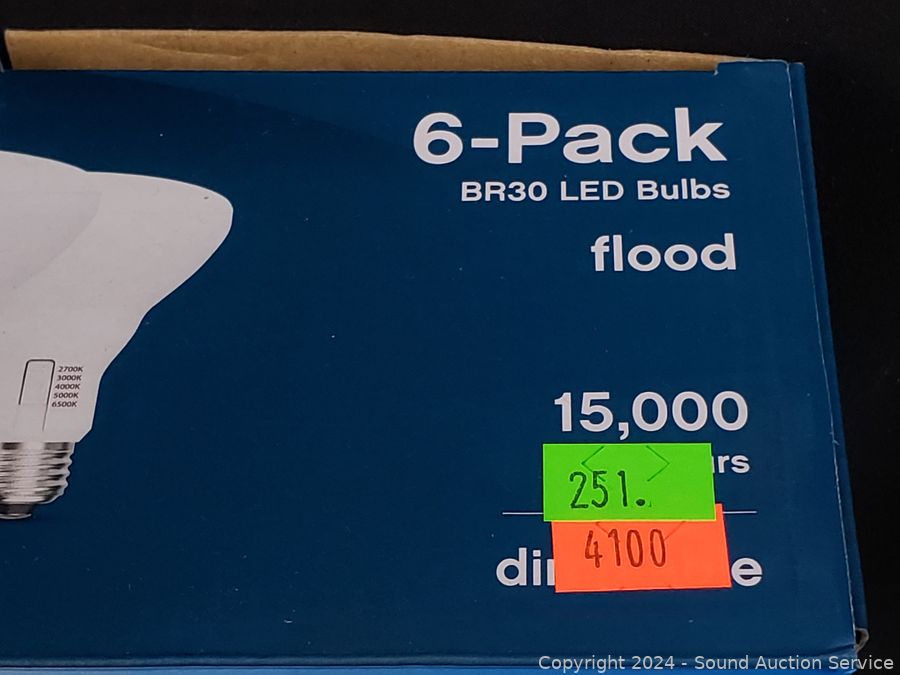 6-Pack
BR30 LED Bulbs
flood
2700K
3000K
4000K
5000K
6500K
15,000
rs
251.
4100
di e
Copyright © 2024 - Sound Auction Service